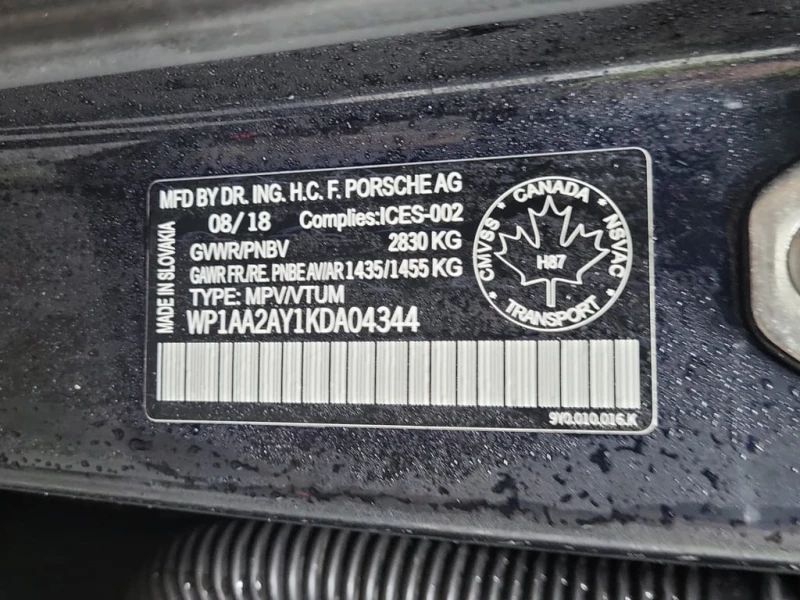 MFD BY DR. ING. H.C. F. PORSCHE AG
08/18 Complies:ICES-002
GVWR/PNBV 2830 KG
GAWR FR./RE. PNBE AV/AR 1435/1455 KG
TYPE: MPV/VTUM
WP1AA2AY1KDA04344
MADE IN SLOVAKIA
CANADA
CMVSS
NSVAC
H87
TRANSPORT
9Y0.010.016.K